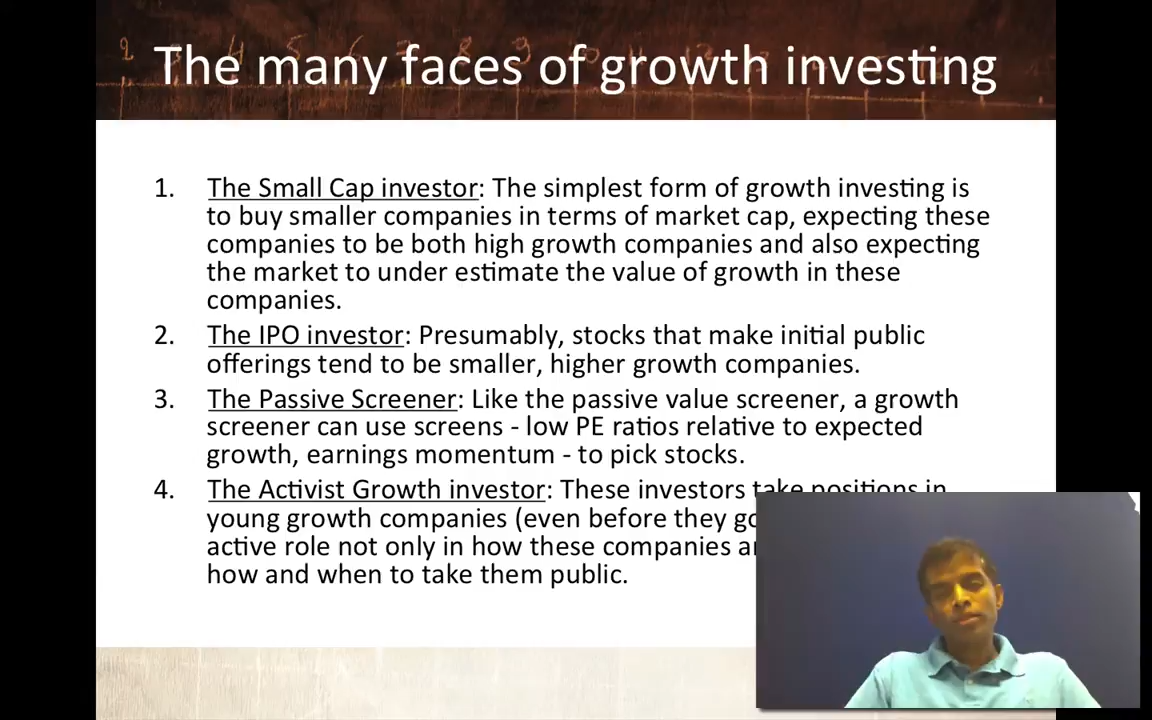 The many faces of growth investing
1. The Small Cap investor: The simplest form of growth investing is
to buy smaller companies in terms of market cap, expecting these
companies to be both high growth companies and also expecting
the market to under estimate the value of growth in these
companies.
2. The IPO investor: Presumably, stocks that make initial public
offerings tend to be smaller, higher growth companies.
3. The Passive Screener: Like the passive value screener, a growth
screener can use screens - low PE ratios relative to expected
growth, earnings momentum - to pick stocks.
4. The Activist Growth investor: These investors take positions in
young growth companies (even before they
active role not only in how these companies
how and when to take them public.